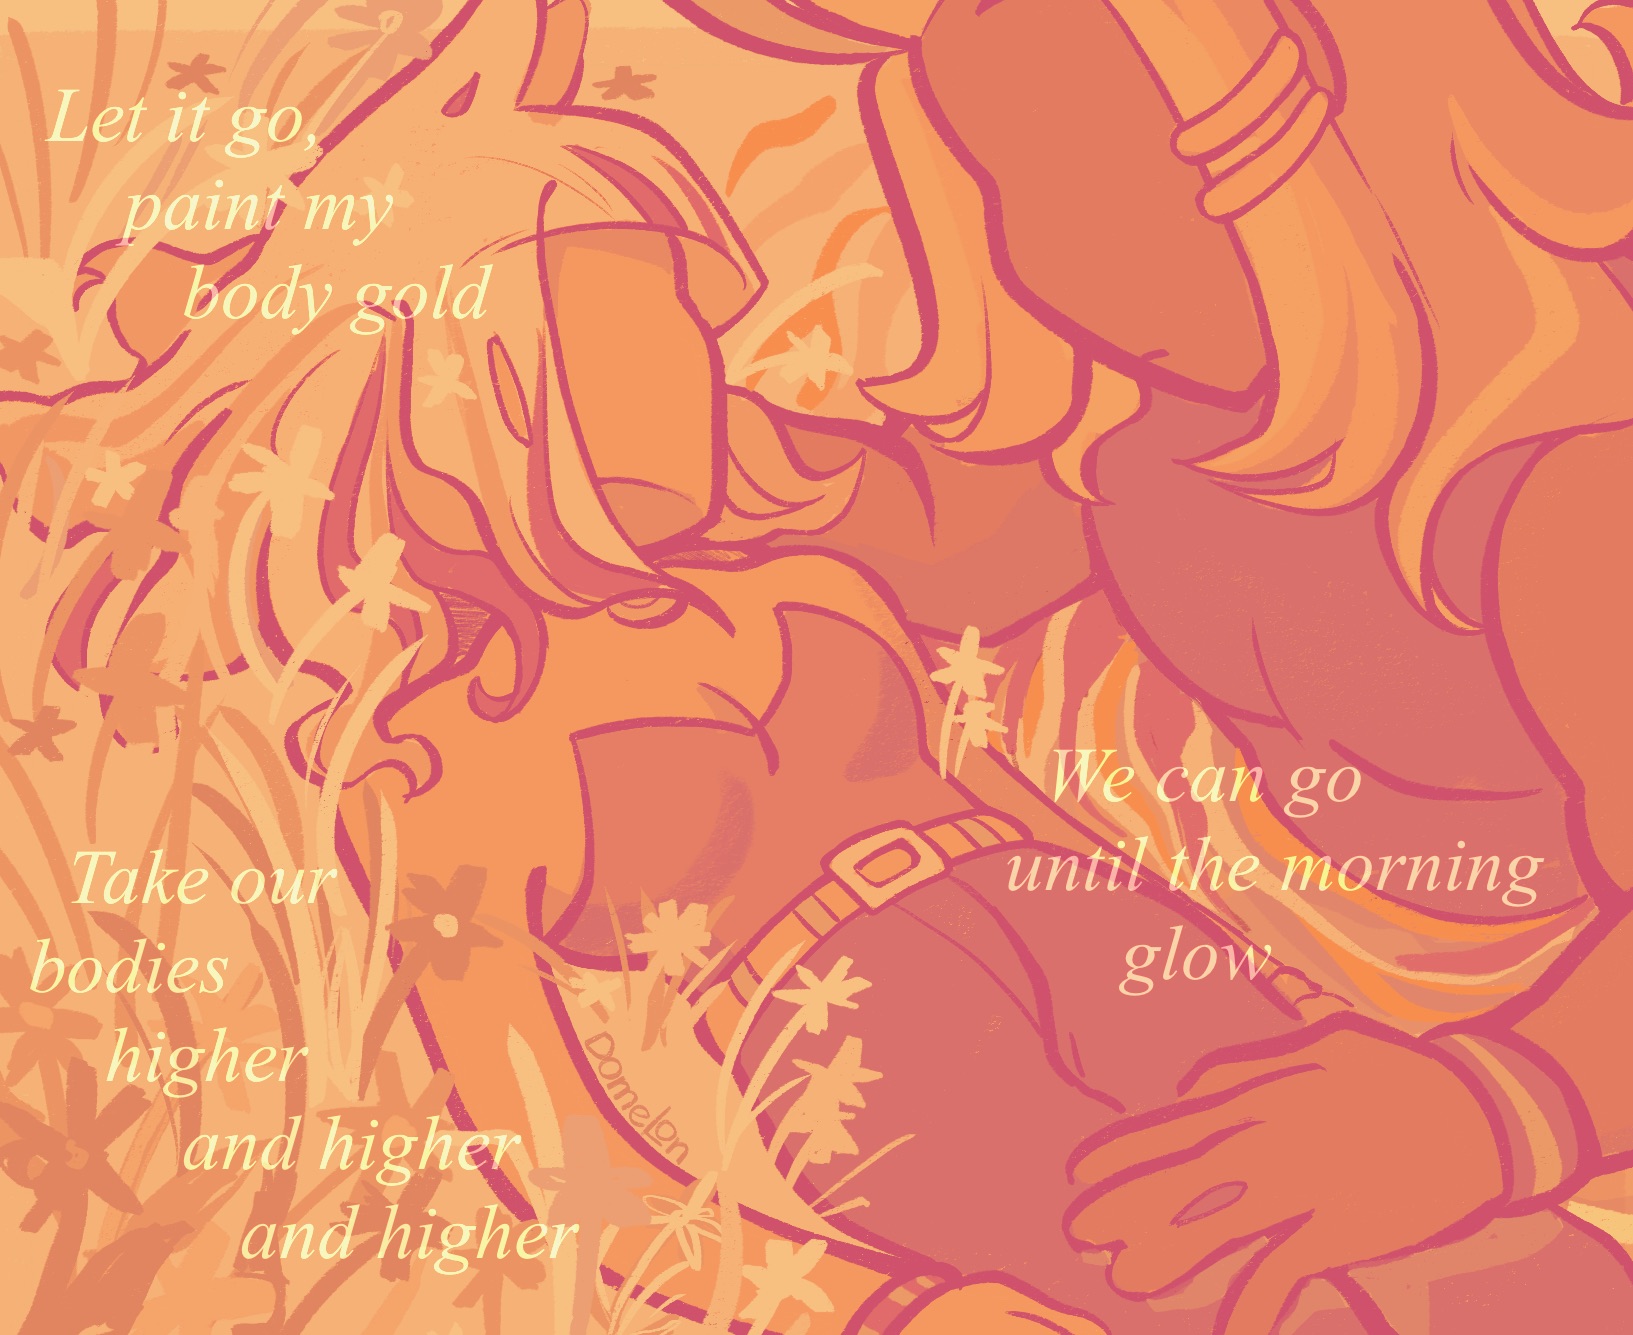 Let it go,
paint my
body gold
We can go
until the morning
glow
Take our
bodies
higher
and higher
and higher
Domelon